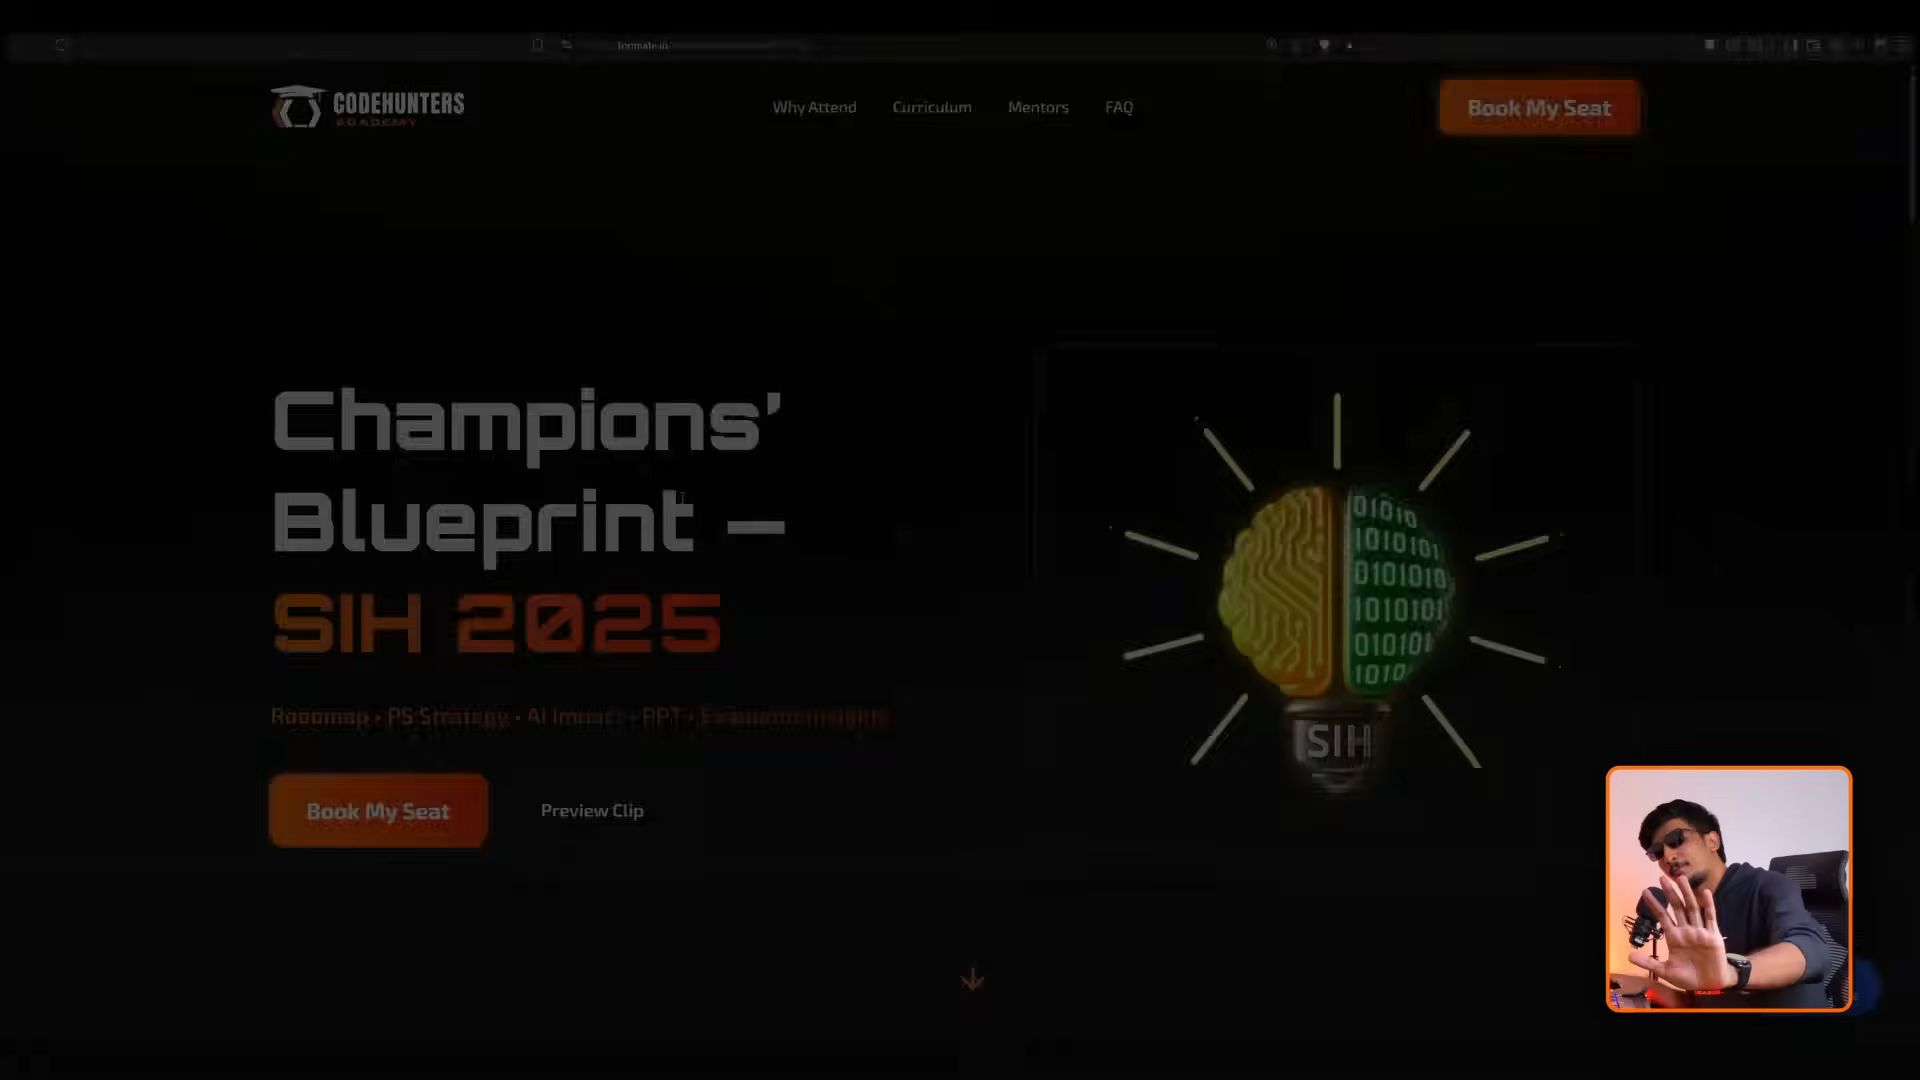 CODEHUNTERS
ACADEMY
Why Attend
Curriculum
Mentors
FAQ
Book My Seat
Champions’
Blueprint –
SIH 2025
Roadmap • PS Strategy • AI Impact • PPT •
01010
1010101
0101010
1010101
010101
1010
SIH
Book My Seat
Preview Clip